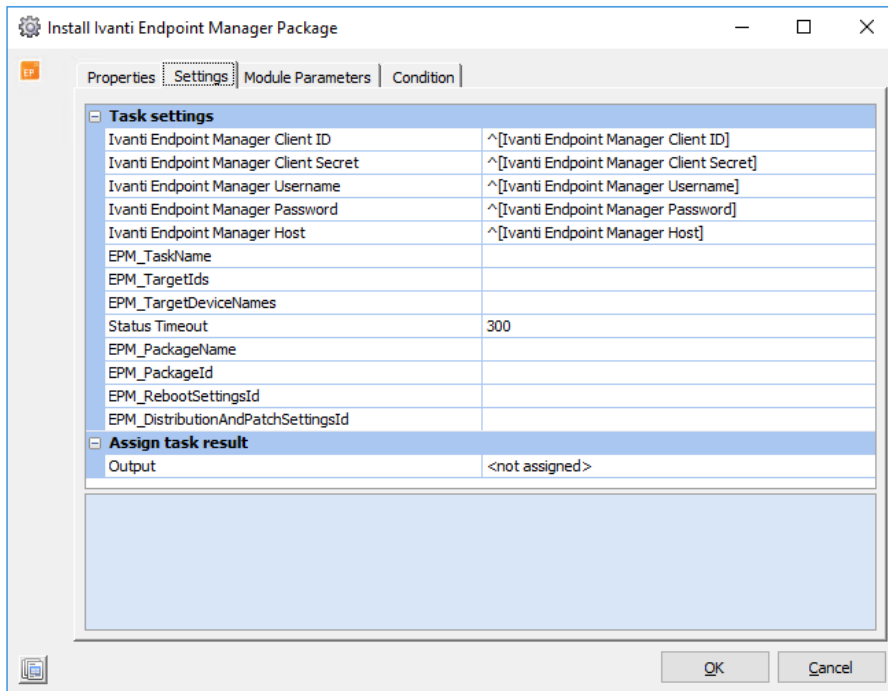 Install Ivanti Endpoint Manager Package
EP
Properties Settings Module Parameters Condition
Task settings
Ivanti Endpoint Manager Client ID ^[Ivanti Endpoint Manager Client ID]
Ivanti Endpoint Manager Client Secret ^[Ivanti Endpoint Manager Client Secret]
Ivanti Endpoint Manager Username ^[Ivanti Endpoint Manager Username]
Ivanti Endpoint Manager Password ^[Ivanti Endpoint Manager Password]
Ivanti Endpoint Manager Host ^[Ivanti Endpoint Manager Host]
EPM_TaskName
EPM_TargetIds
EPM_TargetDeviceNames
Status Timeout 300
EPM_PackageName
EPM_PackageId
EPM_RebootSettingsId
EPM_DistributionAndPatchSettingsId
Assign task result
Output <not assigned>
OK Cancel